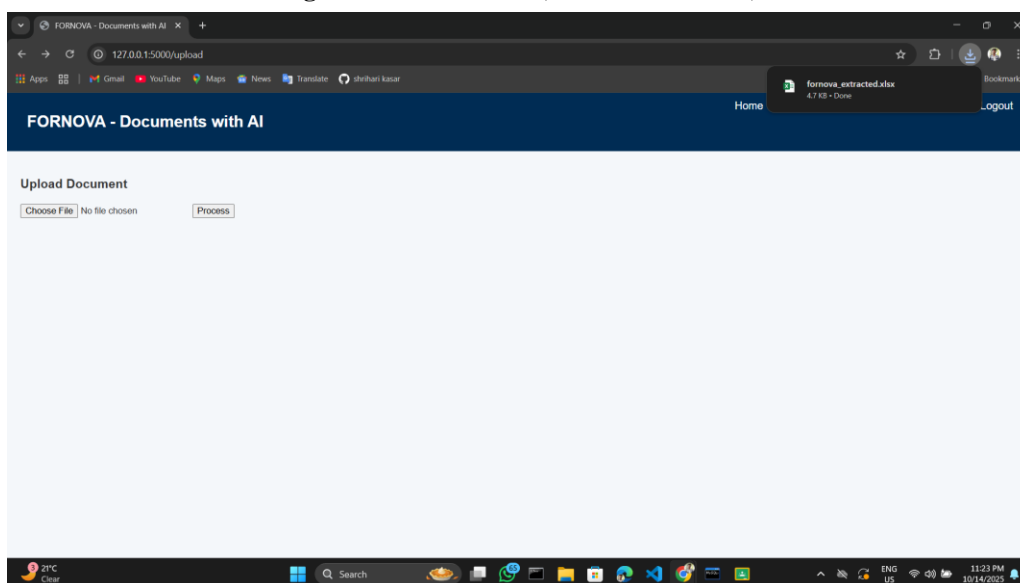 FORNOVA - Documents with AI
127.0.0.1:5000/upload
Apps Gmail YouTube Maps News Translate shrihari kasar Bookmark
fornova_extracted.xlsx
4.7 KB • Done
FORNOVA - Documents with AI
Home Logout
Upload Document
Choose File No file chosen Process
3 21°C
Clear
Search
ENG
US
11:23 PM
10/14/2025